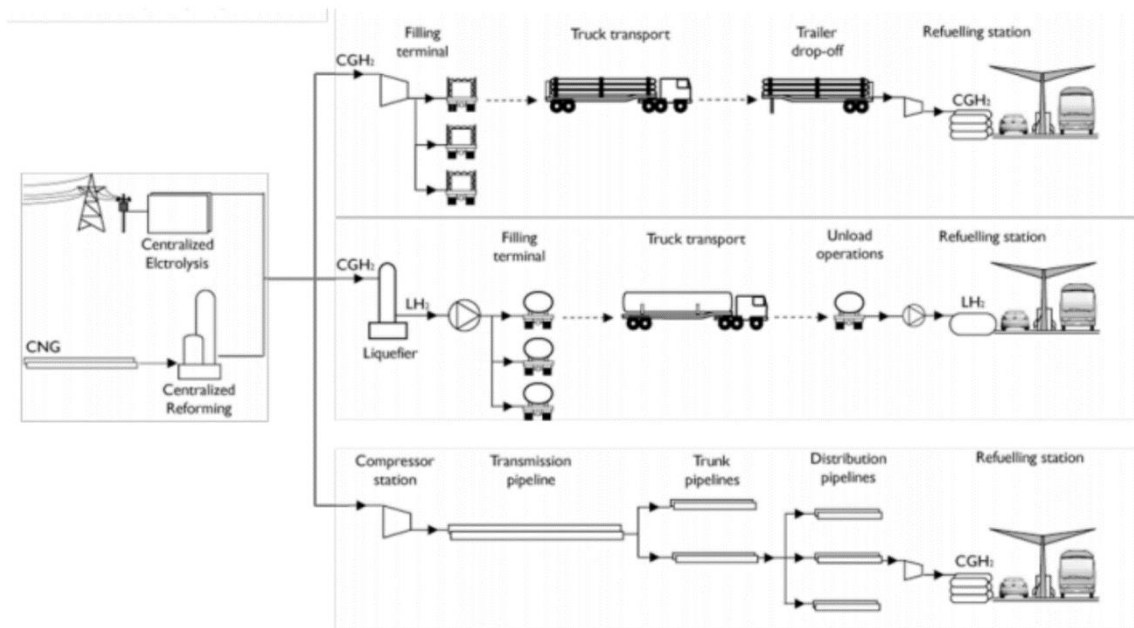 Filling
terminal
Truck transport
Trailer
drop-off
Refuelling station
CGH₂
CGH₂
Centralized
Elctrolysis
CNG
Centralized
Reforming
Filling
terminal
Truck transport
Unload
operations
Refuelling station
CGH₂
LH₂
LH₂
Liquefier
Compressor
station
Transmission
pipeline
Trunk
pipelines
Distribution
pipelines
Refuelling station
CGH₂